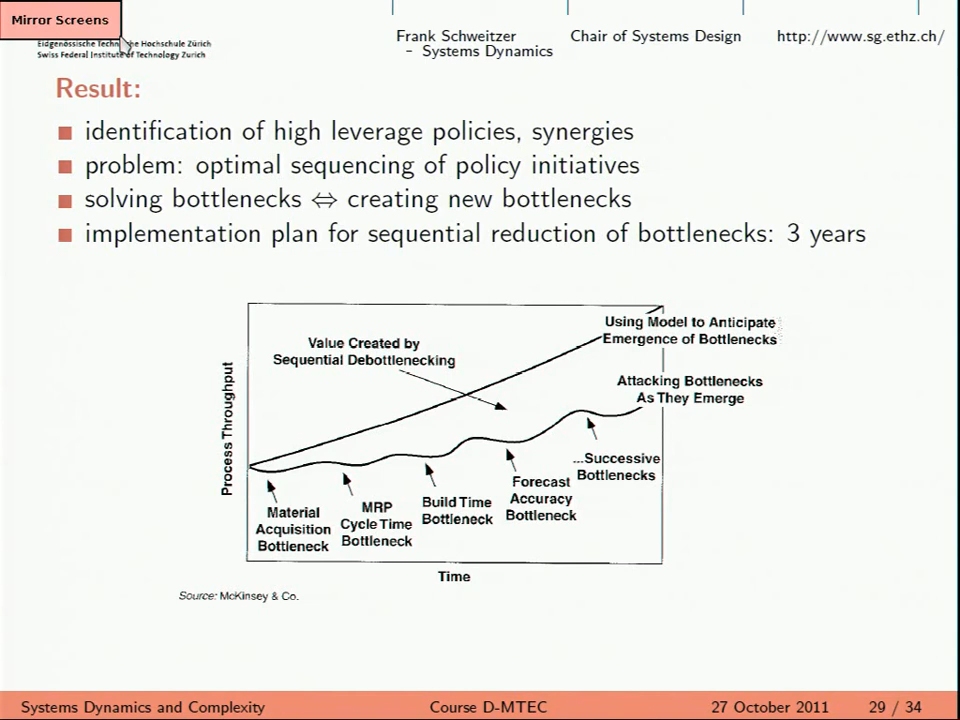 Mirror Screens
Eidgenössische Technische Hochschule Zürich
Swiss Federal Institute of Technology Zurich
Frank Schweitzer
- Systems Dynamics
Chair of Systems Design
http://www.sg.ethz.ch/
Result:
identification of high leverage policies, synergies
problem: optimal sequencing of policy initiatives
solving bottlenecks ⇔ creating new bottlenecks
implementation plan for sequential reduction of bottlenecks: 3 years
Using Model to Anticipate
Emergence of Bottlenecks
Value Created by
Sequential Debottlenecking
Attacking Bottlenecks
As They Emerge
Process Throughput
Material
Acquisition
Bottleneck
MRP
Cycle Time
Bottleneck
Build Time
Bottleneck
Forecast
Accuracy
Bottleneck
...Successive
Bottlenecks
Time
Source: McKinsey & Co.
Systems Dynamics and Complexity
Course D-MTEC
27 October 2011
29 / 34